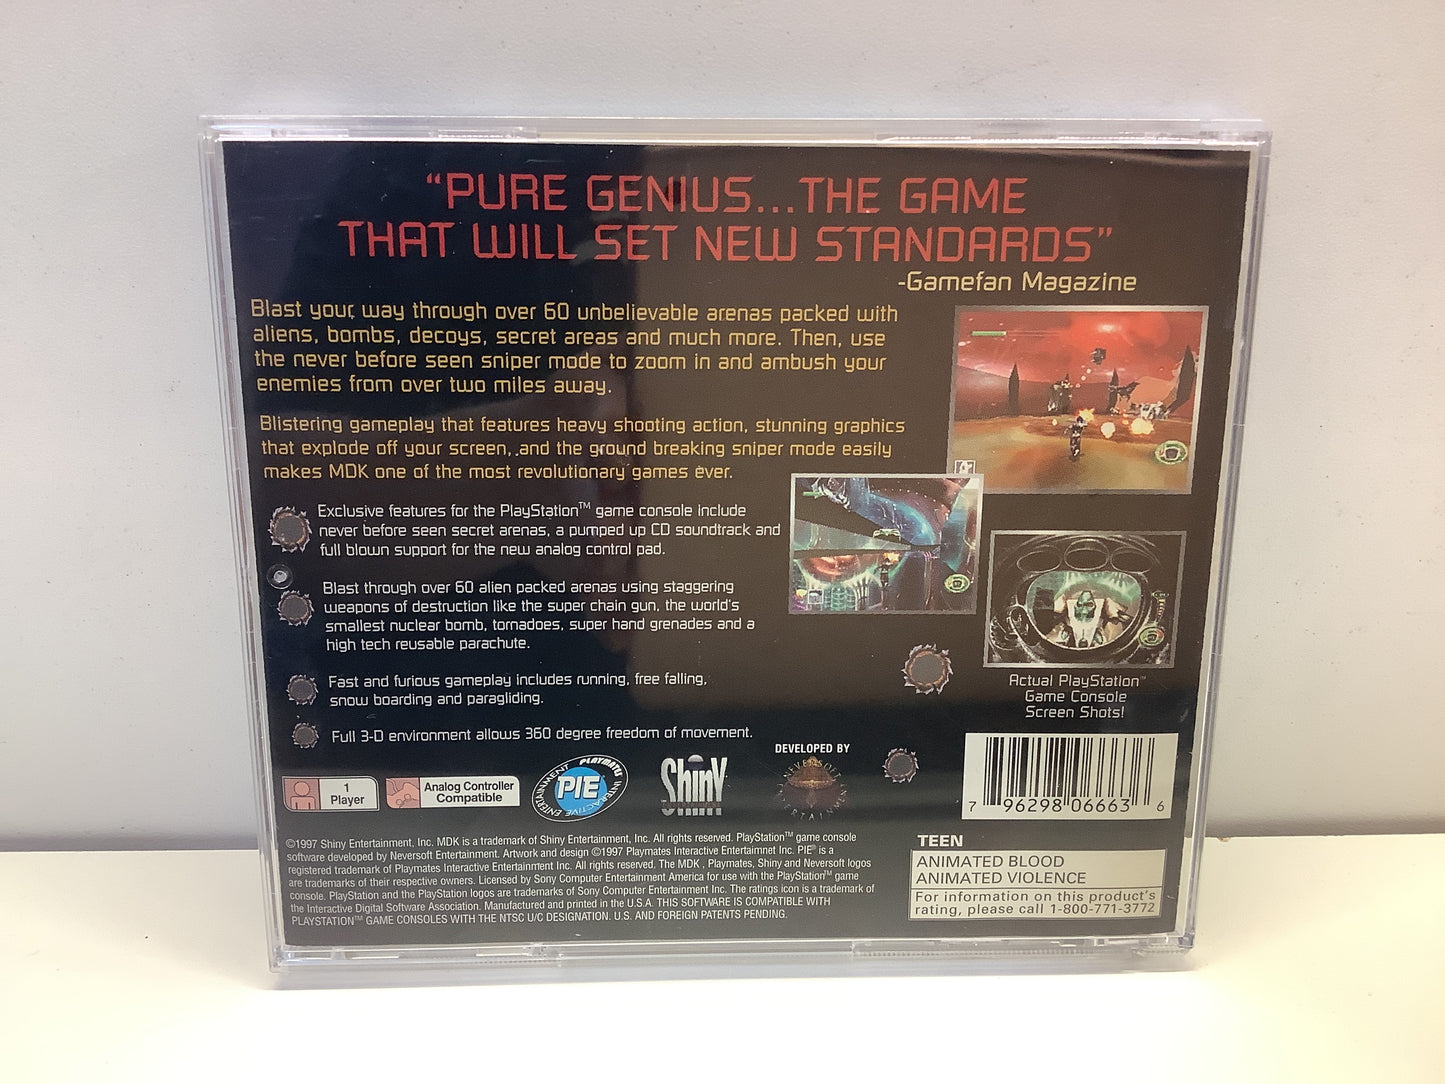 “PURE GENIUS...THE GAME
THAT WILL SET NEW STANDARDS”
-Gamefan Magazine
Blast your way through over 60 unbelievable arenas packed with
aliens, bombs, decoys, secret areas and much more. Then, use
the never before seen sniper mode to zoom in and ambush your
enemies from over two miles away.
Blistering gameplay that features heavy shooting action, stunning graphics
that explode off your screen, and the ground breaking sniper mode easily
makes MDK one of the most revolutionary games ever.
Exclusive features for the PlayStation™ game console include
never before seen secret arenas, a pumped up CD soundtrack and
full blown support for the new analog control pad.
Blast through over 60 alien packed arenas using staggering
weapons of destruction like the super chain gun, the world's
smallest nuclear bomb, tornadoes, super hand grenades and a
high tech reusable parachute.
Fast and furious gameplay includes running, free falling,
snow boarding and paragliding.
Full 3-D environment allows 360 degree freedom of movement.
Actual PlayStation™
Game Console
Screen Shots!
1
Player
Analog Controller
Compatible
PLAYMATES INTERACTIVE ENTERTAINMENT
PIE
Shiny
DEVELOPED BY
NEVERSOFT
ENTERTAINMENT
7 96298 06663 6
©1997 Shiny Entertainment, Inc. MDK is a trademark of Shiny Entertainment, Inc. All rights reserved. PlayStation™ game console
software developed by Neversoft Entertainment. Artwork and design ©1997 Playmates Interactive Entertaimnet Inc. PIE® is a
registered trademark of Playmates Interactive Entertainment Inc. All rights reserved. The MDK , Playmates, Shiny and Neversoft logos
are trademarks of their respective owners. Licensed by Sony Computer Entertainment America for use with the PlayStation™ game
console. PlayStation and the PlayStation logos are trademarks of Sony Computer Entertainment Inc. The ratings icon is a trademark of
the Interactive Digital Software Association. Manufactured and printed in the U.S.A. THIS SOFTWARE IS COMPATIBLE WITH
PLAYSTATION™ GAME CONSOLES WITH THE NTSC U/C DESIGNATION. U.S. AND FOREIGN PATENTS PENDING.
TEEN
ANIMATED BLOOD
ANIMATED VIOLENCE
For information on this product's
rating, please call 1-800-771-3772